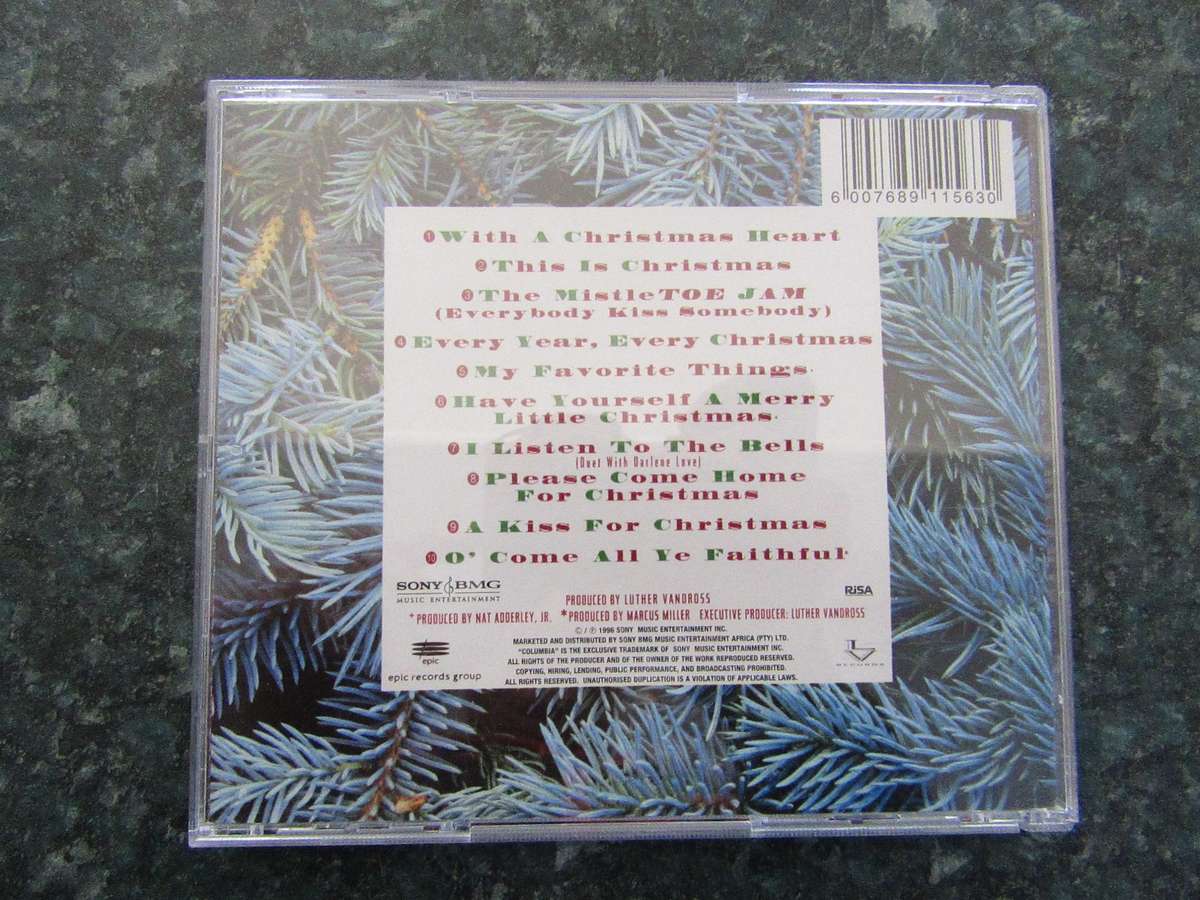 6 007689 115630
1 With A Christmas Heart
2 This Is Christmas
3 The MistleTOE JAM
(Everybody Kiss Somebody)
4 Every Year, Every Christmas
5 My Favorite Things·
6 Have Yourself A Merry
Little Christmas·
7 I Listen To The Bells
(Duet With Darlene Love)
8 Please Come Home
For Christmas
9 A Kiss For Christmas
10 O' Come All Ye Faithful*
SONY BMG
MUSIC ENTERTAINMENT
RiSA
PRODUCED BY LUTHER VANDROSS
* PRODUCED BY NAT ADDERLEY, JR. *PRODUCED BY MARCUS MILLER EXECUTIVE PRODUCER: LUTHER VANDROSS
© / ℗ 1996 SONY MUSIC ENTERTAINMENT INC.
MARKETED AND DISTRIBUTED BY SONY BMG MUSIC ENTERTAINMENT AFRICA (PTY) LTD.
"COLUMBIA" IS THE EXCLUSIVE TRADEMARK OF SONY MUSIC ENTERTAINMENT INC.
ALL RIGHTS OF THE PRODUCER AND OF THE OWNER OF THE WORK REPRODUCED RESERVED.
COPYING, HIRING, LENDING, PUBLIC PERFORMANCE, AND BROADCASTING PROHIBITED.
ALL RIGHTS RESERVED. UNAUTHORISED DUPLICATION IS A VIOLATION OF APPLICABLE LAWS.
epic
epic records group
LV
RECORDS